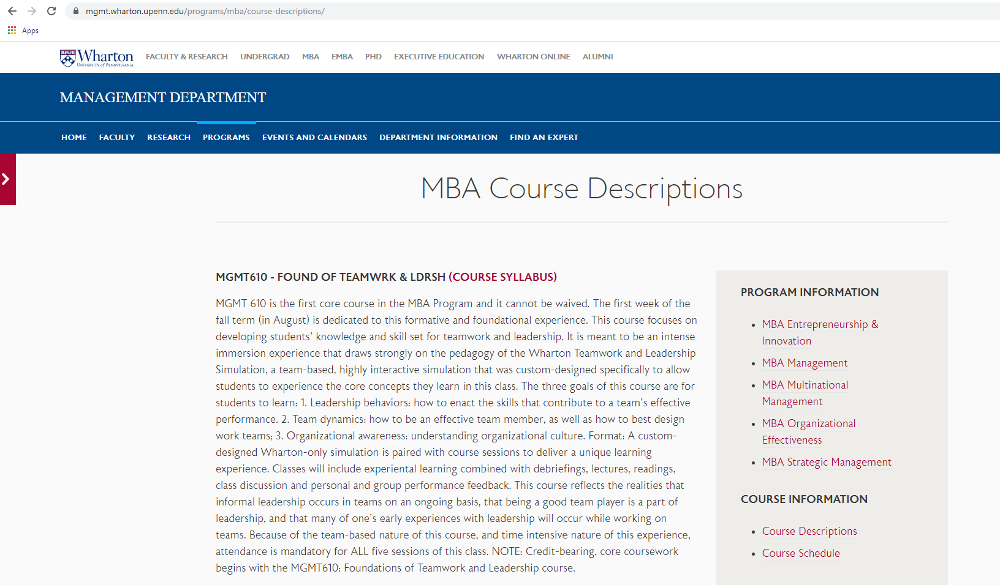 mgmt.wharton.upenn.edu/programs/mba/course-descriptions/
Apps
Wharton
UNIVERSITY of PENNSYLVANIA
FACULTY & RESEARCH UNDERGRAD MBA EMBA PHD EXECUTIVE EDUCATION WHARTON ONLINE ALUMNI
MANAGEMENT DEPARTMENT
HOME FACULTY RESEARCH PROGRAMS EVENTS AND CALENDARS DEPARTMENT INFORMATION FIND AN EXPERT
MBA Course Descriptions
MGMT610 - FOUND OF TEAMWRK & LDRSH (COURSE SYLLABUS)
MGMT 610 is the first core course in the MBA Program and it cannot be waived. The first week of the
fall term (in August) is dedicated to this formative and foundational experience. This course focuses on
developing students’ knowledge and skill set for teamwork and leadership. It is meant to be an intense
immersion experience that draws strongly on the pedagogy of the Wharton Teamwork and Leadership
Simulation, a team-based, highly interactive simulation that was custom-designed specifically to allow
students to experience the core concepts they learn in this class. The three goals of this course are for
students to learn: 1. Leadership behaviors: how to enact the skills that contribute to a team’s effective
performance. 2. Team dynamics: how to be an effective team member, as well as how to best design
work teams; 3. Organizational awareness: understanding organizational culture. Format: A custom-
designed Wharton-only simulation is paired with course sessions to deliver a unique learning
experience. Classes will include experiental learning combined with debriefings, lectures, readings,
class discussion and personal and group performance feedback. This course reflects the realities that
informal leadership occurs in teams on an ongoing basis, that being a good team player is a part of
leadership, and that many of one’s early experiences with leadership will occur while working on
teams. Because of the team-based nature of this course, and time intensive nature of this experience,
attendance is mandatory for ALL five sessions of this class. NOTE: Credit-bearing, core coursework
begins with the MGMT610: Foundations of Teamwork and Leadership course.
PROGRAM INFORMATION
MBA Entrepreneurship &
Innovation
MBA Management
MBA Multinational
Management
MBA Organizational
Effectiveness
MBA Strategic Management
COURSE INFORMATION
Course Descriptions
Course Schedule